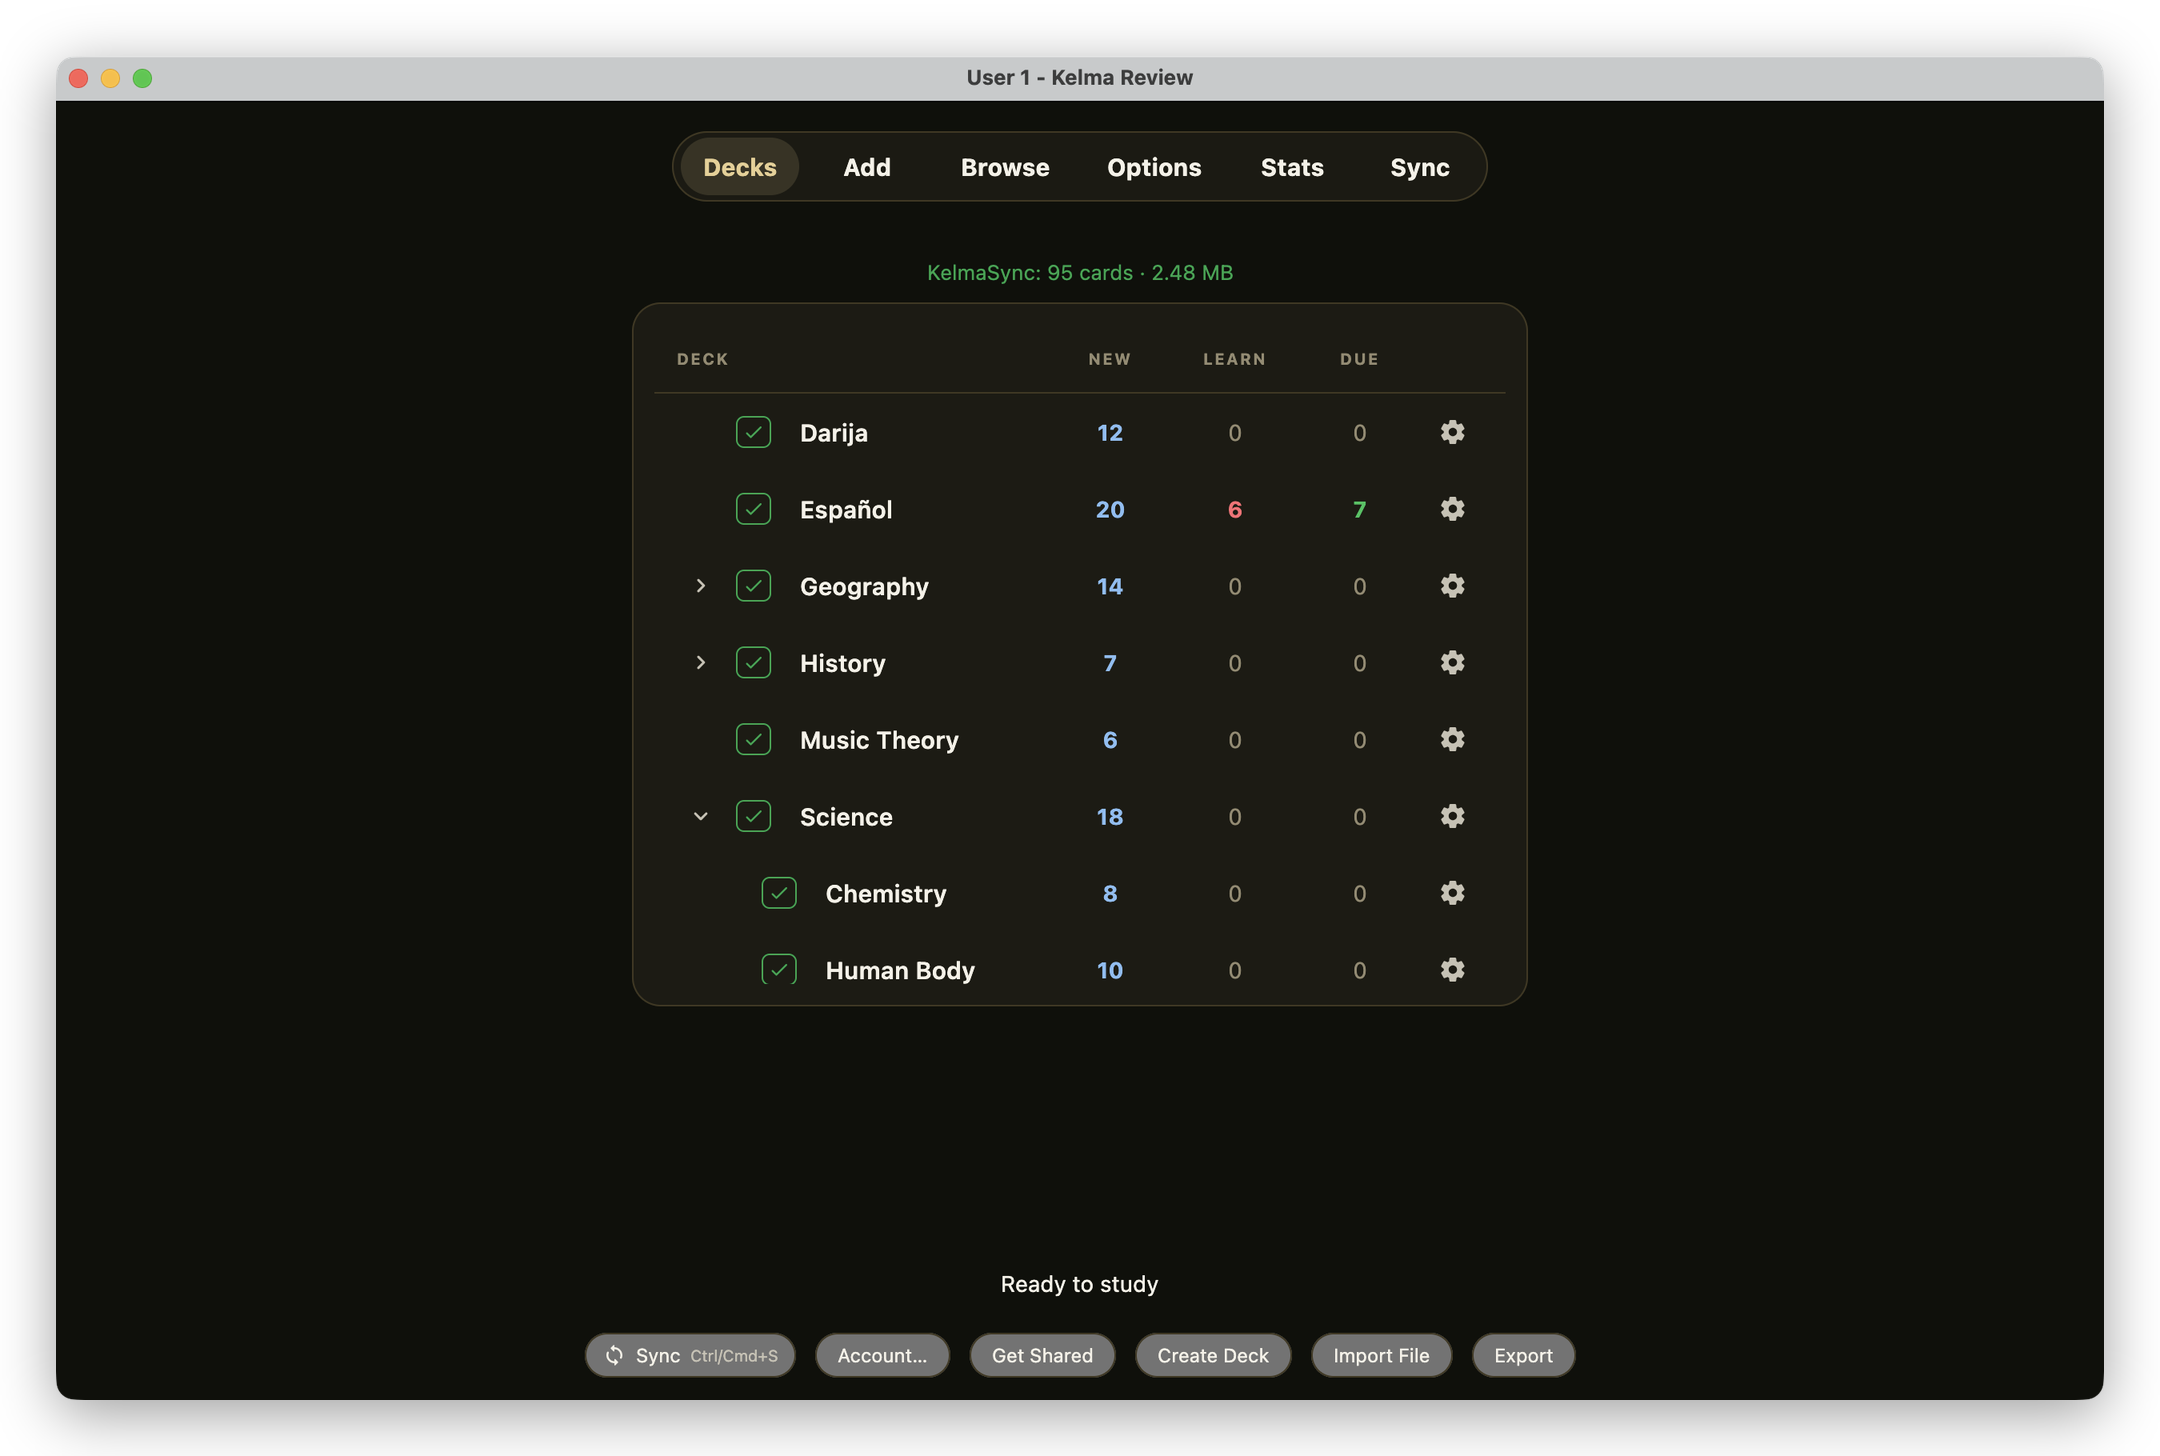 User 1 - Kelma Review
Decks Add Browse Options Stats Sync
KelmaSync: 95 cards · 2.48 MB
DECK NEW LEARN DUE
Darija 12 0 0
Español 20 6 7
Geography 14 0 0
History 7 0 0
Music Theory 6 0 0
Science 18 0 0
Chemistry 8 0 0
Human Body 10 0 0
Ready to study
Sync Ctrl/Cmd+S Account... Get Shared Create Deck Import File Export